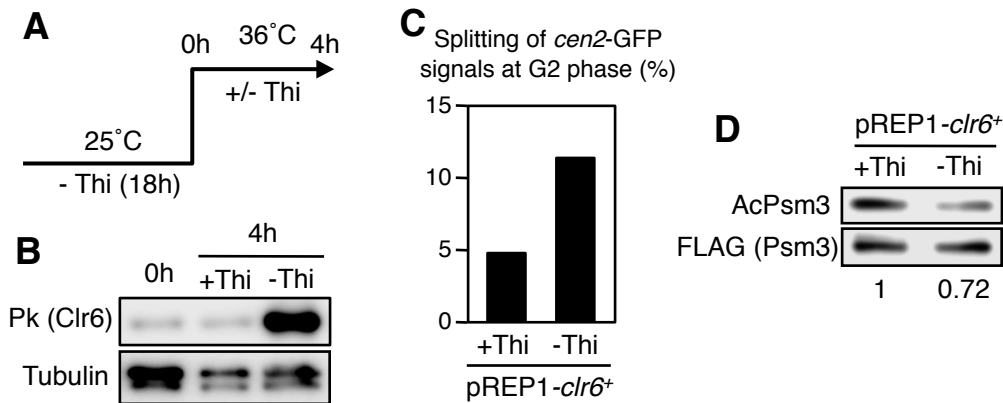 A
0h
36˚C
4h
+/- Thi
25˚C
- Thi (18h)
B
4h
0h
+Thi
-Thi
Pk (Clr6)
Tubulin
C
Splitting of cen2-GFP
signals at G2 phase (%)
15
10
5
0
+Thi
-Thi
pREP1-clr6+
D
pREP1-clr6+
+Thi
-Thi
AcPsm3
FLAG (Psm3)
1
0.72